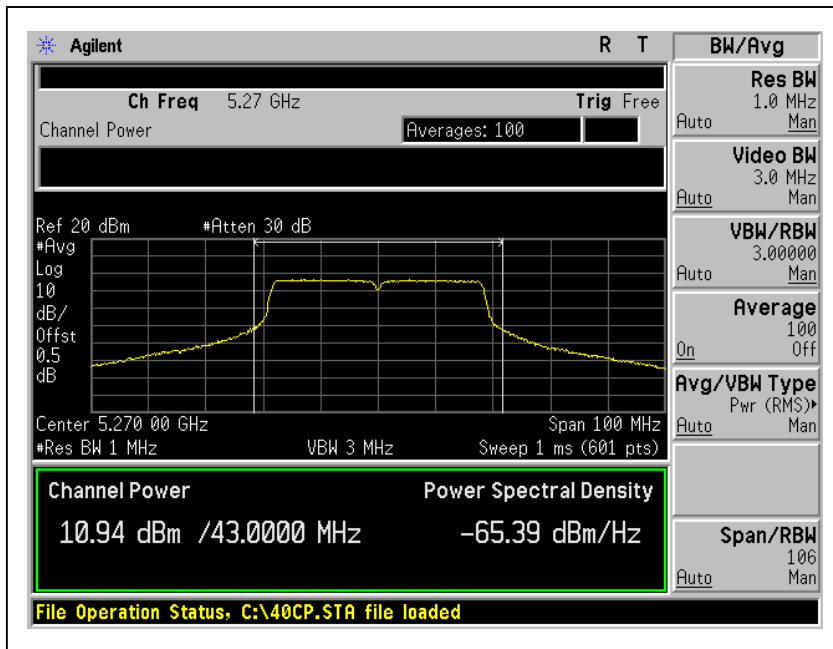 Agilent R T
Ch Freq 5.27 GHz Trig Free
Channel Power Averages: 100
Ref 20 dBm #Atten 30 dB
#Avg
Log
10
dB/
Offst
0.5
dB
Center 5.270 00 GHz Span 100 MHz
#Res BW 1 MHz VBW 3 MHz Sweep 1 ms (601 pts)
Channel Power Power Spectral Density
10.94 dBm /43.0000 MHz -65.39 dBm/Hz
File Operation Status, C:\40CP.STA file loaded
BW/Avg
Res BW
1.0 MHz
Auto Man
Video BW
3.0 MHz
Auto Man
VBW/RBW
3.00000
Auto Man
Average
100
On Off
Avg/VBW Type
Pwr (RMS)▸
Auto Man
Span/RBW
106
Auto Man